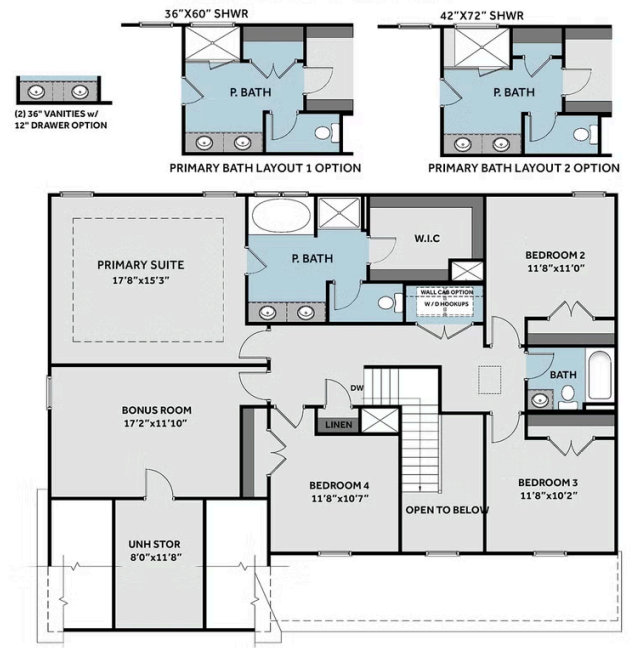 36"X60" SHWR
42"X72" SHWR
P. BATH
P. BATH
(2) 36" VANITIES w/
12" DRAWER OPTION
PRIMARY BATH LAYOUT 1 OPTION
PRIMARY BATH LAYOUT 2 OPTION
PRIMARY SUITE
17'8"x15'3"
P. BATH
W.I.C
BEDROOM 2
11'8"x11'0"
WALL CAB OPTION
W/D HOOKUPS
BATH
BONUS ROOM
17'2"x11'10"
DW
LINEN
BEDROOM 4
11'8"x10'7"
OPEN TO BELOW
BEDROOM 3
11'8"x10'2"
UNH STOR
8'0"x11'8"